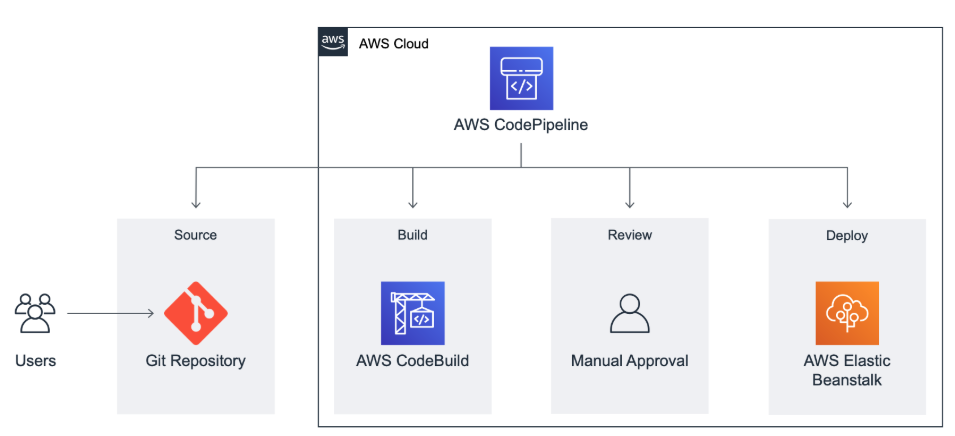 aws
AWS Cloud
AWS CodePipeline
Source
Build
Review
Deploy
</>
</>
Users
Git Repository
AWS CodeBuild
Manual Approval
AWS Elastic
Beanstalk